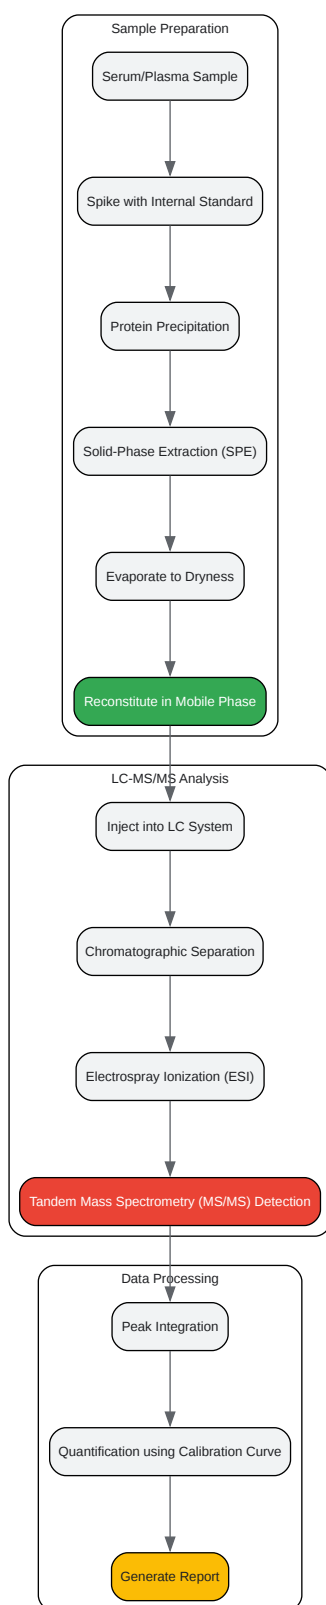 Sample Preparation
Serum/Plasma Sample
Spike with Internal Standard
Protein Precipitation
Solid-Phase Extraction (SPE)
Evaporate to Dryness
Reconstitute in Mobile Phase
LC-MS/MS Analysis
Inject into LC System
Chromatographic Separation
Electrospray Ionization (ESI)
Tandem Mass Spectrometry (MS/MS) Detection
Data Processing
Peak Integration
Quantification using Calibration Curve
Generate Report